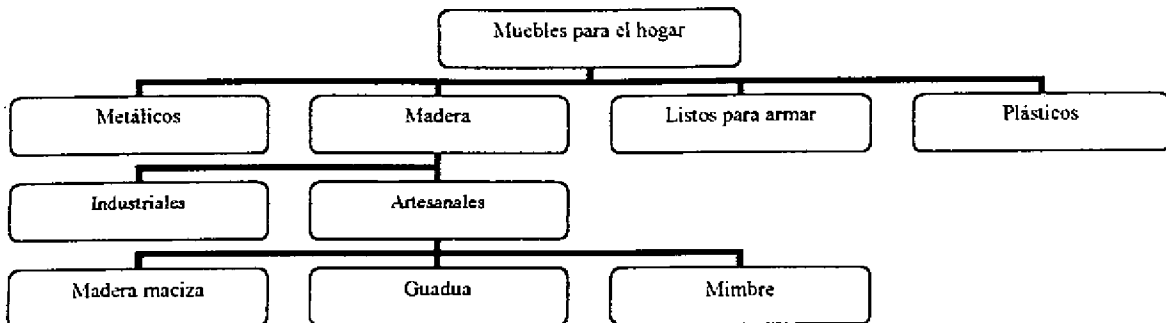 Muebles para el hogar
Metálicos
Madera
Listos para armar
Plásticos
Industriales
Artesanales
Madera maciza
Guadua
Mimbre